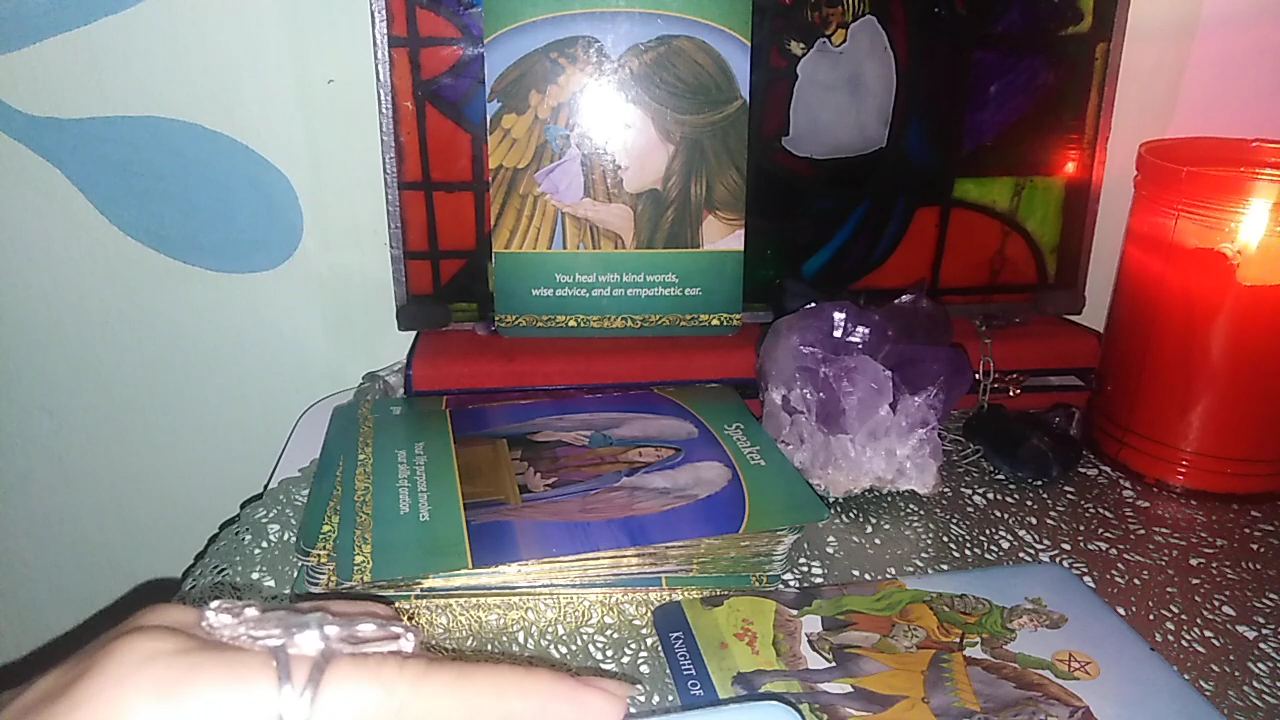 You heal with kind words,
wise advice, and an empathetic ear.
Speaker
Your life purpose involves
your skills of oration.
KNIGHT OF